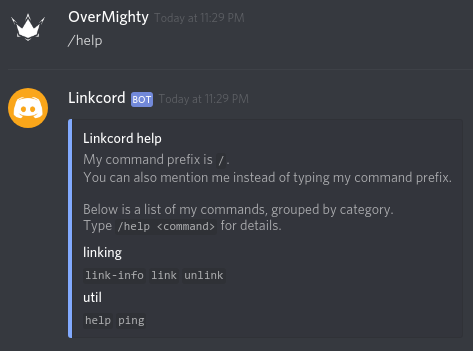 OverMighty Today at 11:29 PM
/help
Linkcord BOT Today at 11:29 PM
Linkcord help
My command prefix is /.
You can also mention me instead of typing my command prefix.
Below is a list of my commands, grouped by category.
Type /help <command> for details.
linking
link-info link unlink
util
help ping